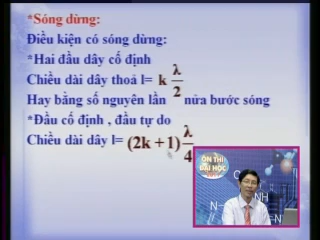 *Sóng dừng:
Điều kiện có sóng dừng:
*Hai đầu dây cố định
Chiều dài dây thoả l= k λ/2
Hay bằng số nguyên lần nửa bước sóng
*Đầu cố định , đầu tự do
Chiều dài dây l= (2k + 1) λ/4
ÔN THI
ĐẠI HỌC